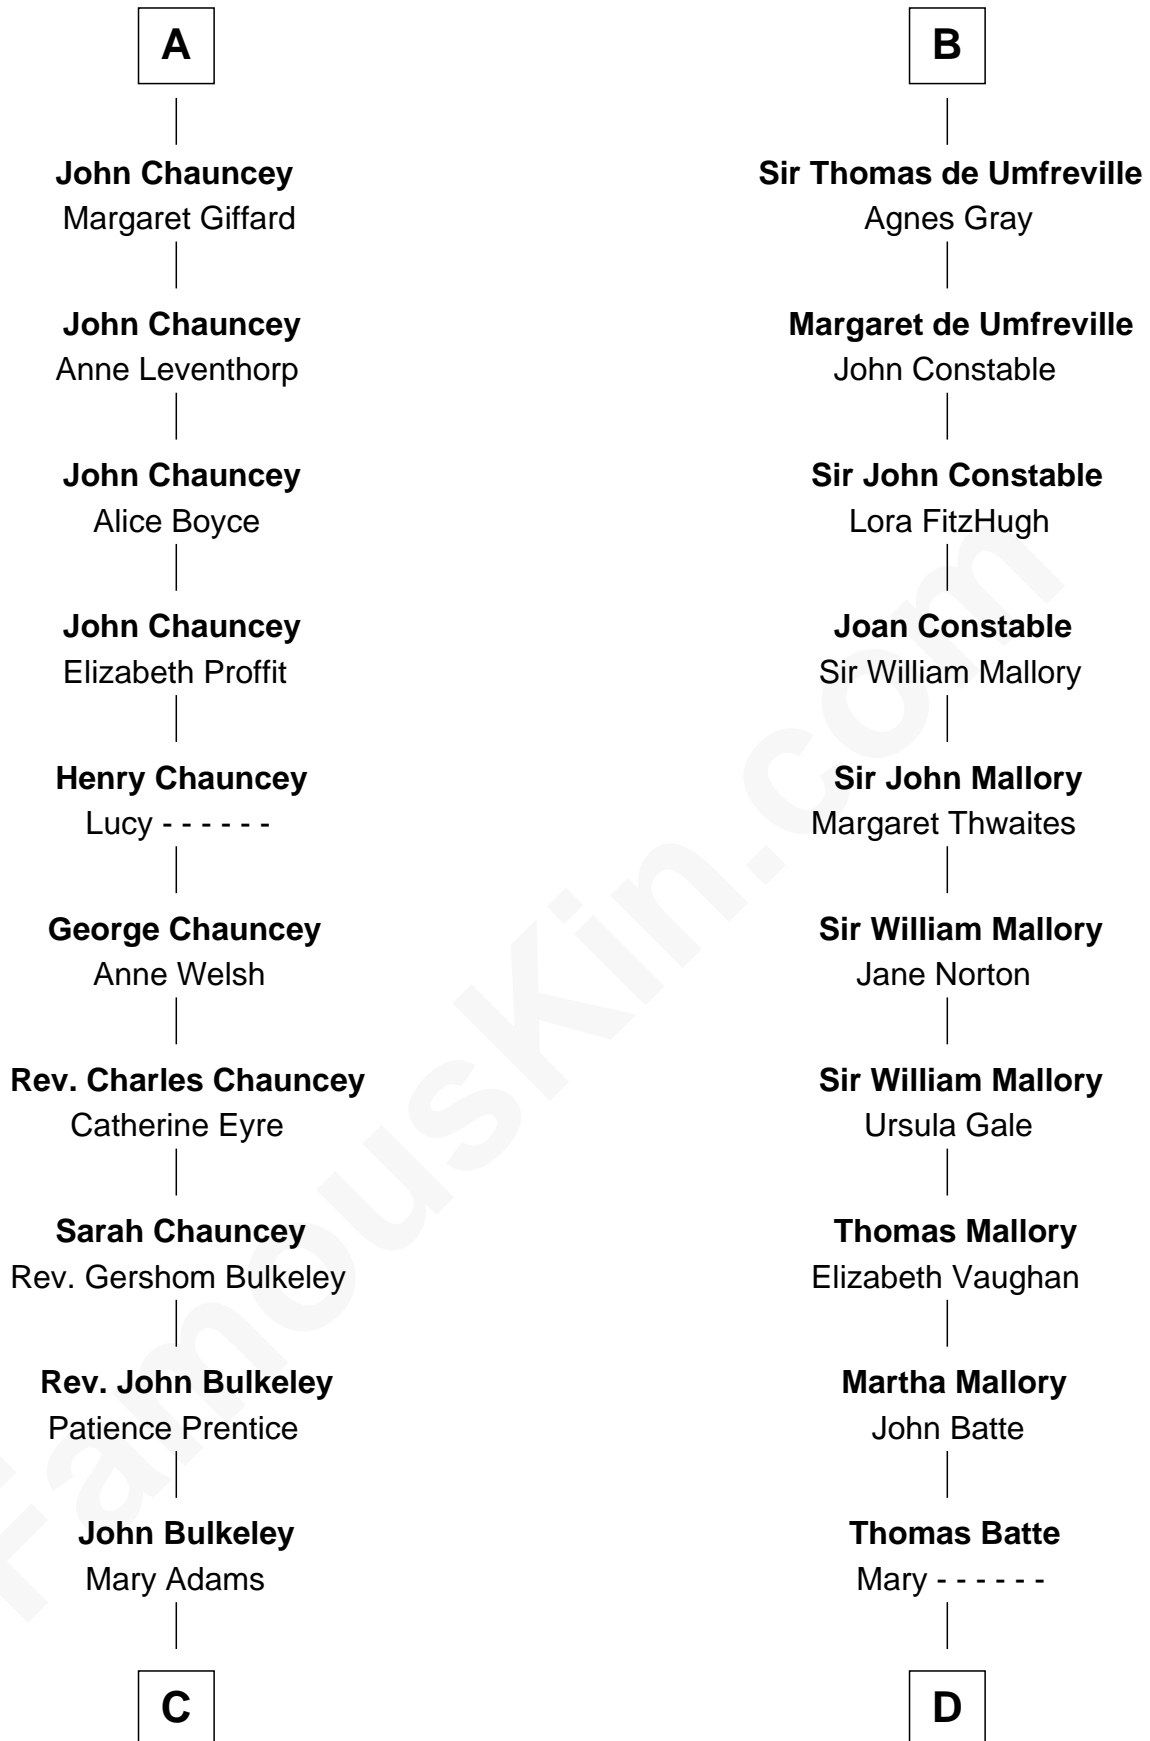 A
John Chauncey
Margaret Giffard
John Chauncey
Anne Leventhorp
John Chauncey
Alice Boyce
John Chauncey
Elizabeth Proffit
Henry Chauncey
Lucy - - - - - -
George Chauncey
Anne Welsh
Rev. Charles Chauncey
Catherine Eyre
Sarah Chauncey
Rev. Gershom Bulkeley
Rev. John Bulkeley
Patience Prentice
John Bulkeley
Mary Adams
C
B
Sir Thomas de Umfreville
Agnes Gray
Margaret de Umfreville
John Constable
Sir John Constable
Lora FitzHugh
Joan Constable
Sir William Mallory
Sir John Mallory
Margaret Thwaites
Sir William Mallory
Jane Norton
Sir William Mallory
Ursula Gale
Thomas Mallory
Elizabeth Vaughan
Martha Mallory
John Batte
Thomas Batte
Mary - - - - - -
D
FamousKin.com